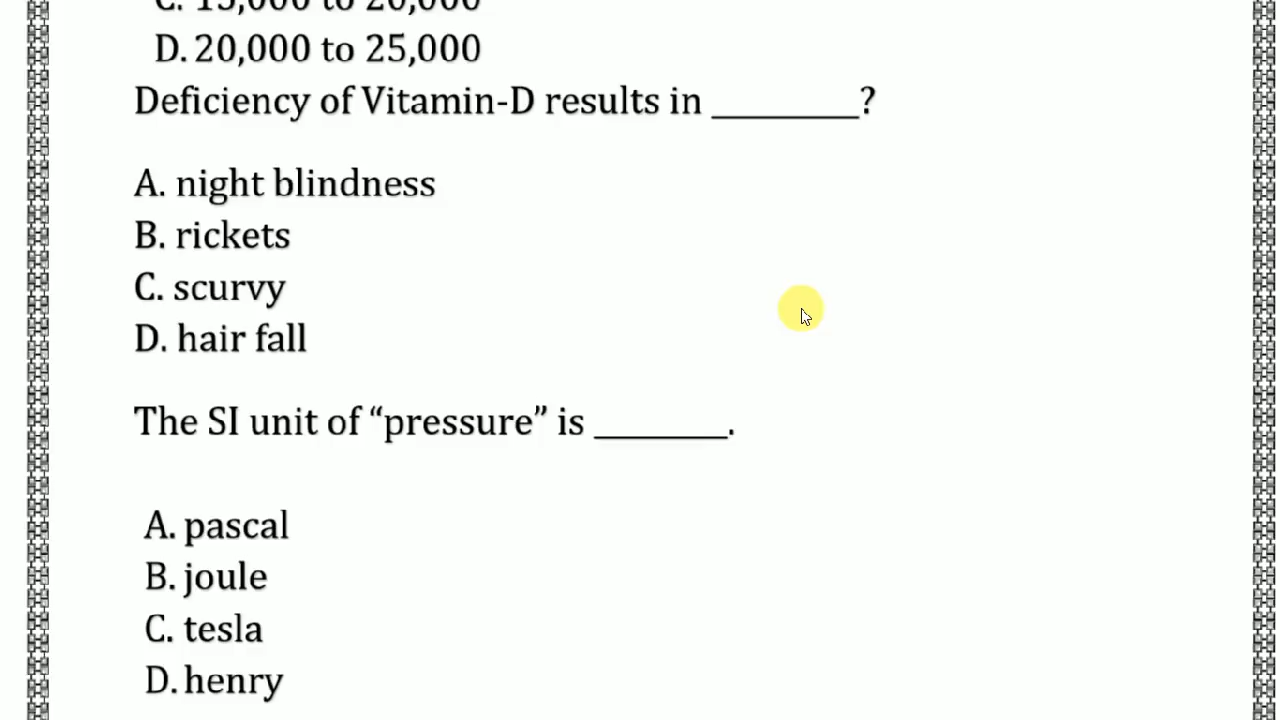 C. 15,000 to 20,000
D. 20,000 to 25,000
Deficiency of Vitamin-D results in _________?
A. night blindness
B. rickets
C. scurvy
D. hair fall
The SI unit of “pressure” is ________.
A. pascal
B. joule
C. tesla
D. henry